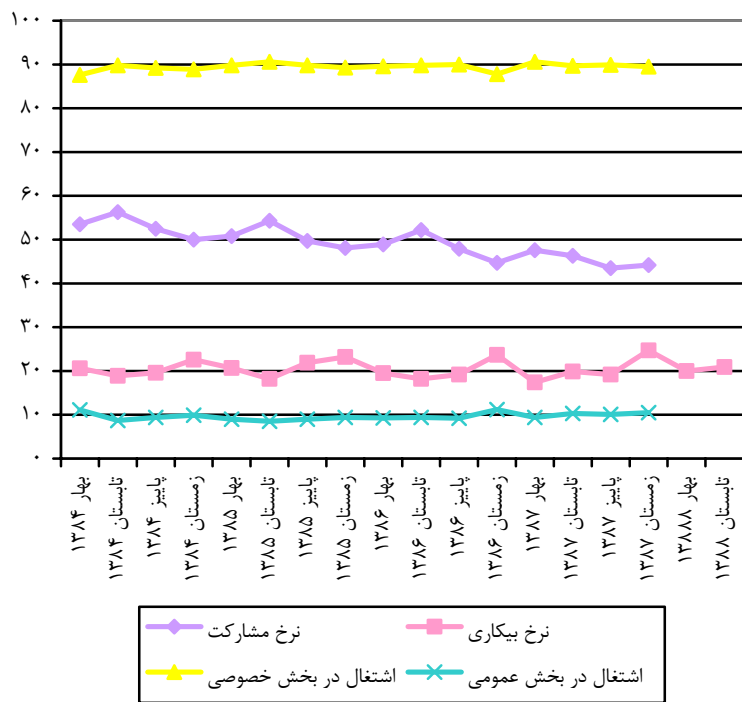 ۱۰۰
۹۰
۸۰
۷۰
۶۰
۵۰
۴۰
۳۰
۲۰
۱۰
۰
بهار ۱۳۸۴
تابستان ۱۳۸۴
پاییز ۱۳۸۴
زمستان ۱۳۸۴
بهار ۱۳۸۵
تابستان ۱۳۸۵
پاییز ۱۳۸۵
زمستان ۱۳۸۵
بهار ۱۳۸۶
تابستان ۱۳۸۶
پاییز ۱۳۸۶
زمستان ۱۳۸۶
بهار ۱۳۸۷
تابستان ۱۳۸۷
پاییز ۱۳۸۷
زمستان ۱۳۸۷
بهار ۱۳۸۸۸
تابستان ۱۳۸۸
نرخ بیکاری نرخ مشارکت
اشتغال در بخش عمومی اشتغال در بخش خصوصی